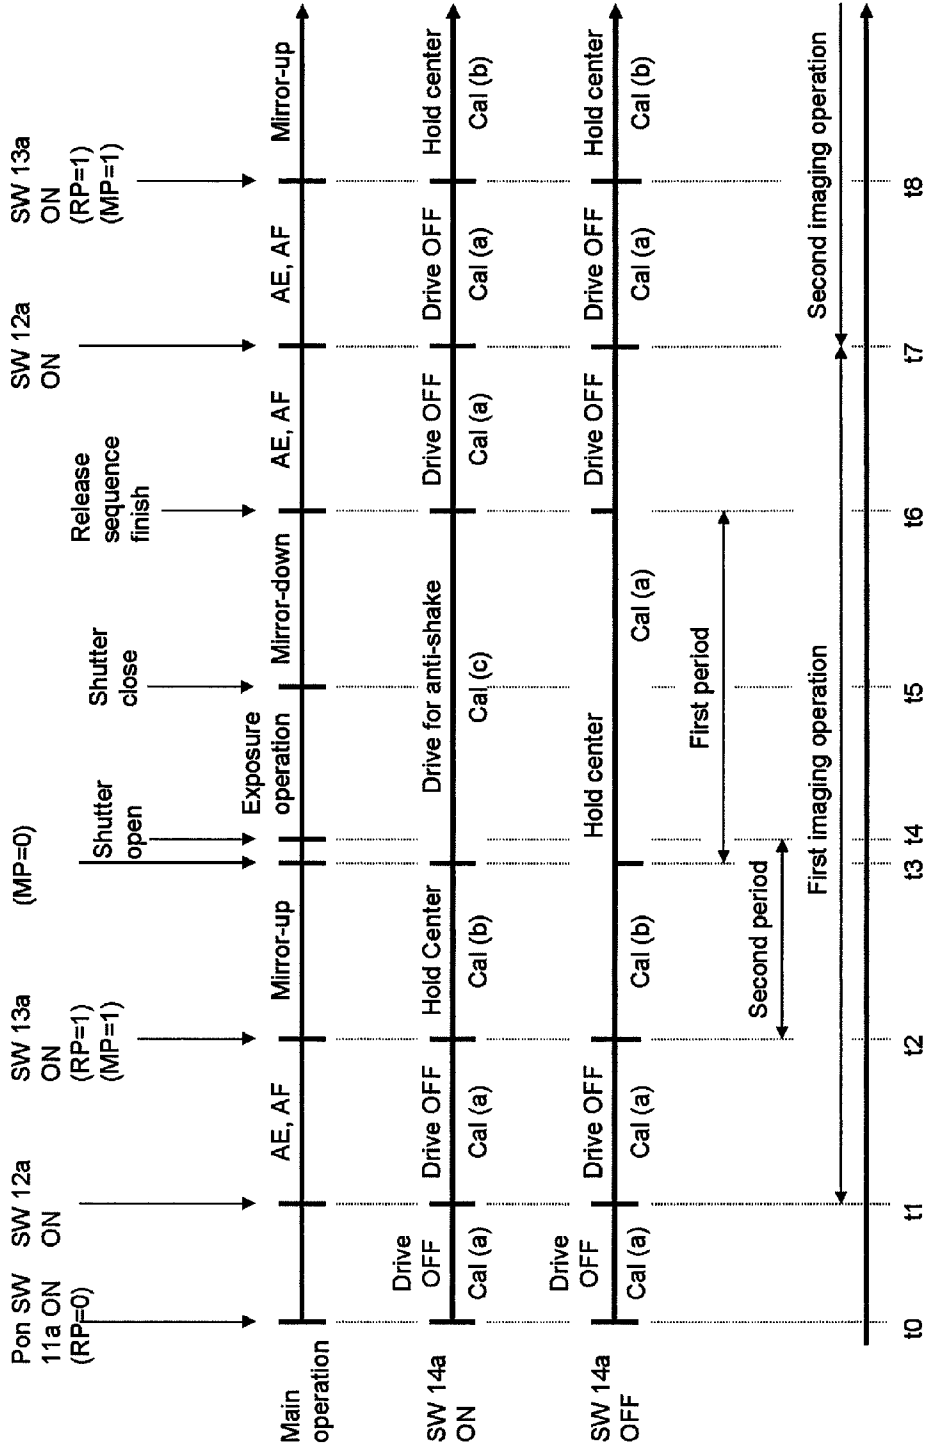 Pon SW
11a ON
(RP=0)
SW 12a
ON
SW 13a
ON
(RP=1)
(MP=1)
(MP=0)
Shutter
open
Shutter
close
Release
sequence
finish
SW 12a
ON
SW 13a
ON
(RP=1)
(MP=1)
Main
operation
AE, AF
Mirror-up
Exposure
operation
Mirror-down
AE, AF
AE, AF
Mirror-up
SW 14a
ON
Drive
OFF
Cal (a)
Drive OFF
Cal (a)
Hold Center
Cal (b)
Drive for anti-shake
Cal (c)
Drive OFF
Cal (a)
Drive OFF
Cal (a)
Hold center
Cal (b)
SW 14a
OFF
Drive
OFF
Cal (a)
Drive OFF
Cal (a)
Cal (b)
Hold center
Cal (a)
Drive OFF
Drive OFF
Cal (a)
Hold center
Cal (b)
First period
Second period
First imaging operation
Second imaging operation
t0
t1
t2
t3
t4
t5
t6
t7
t8